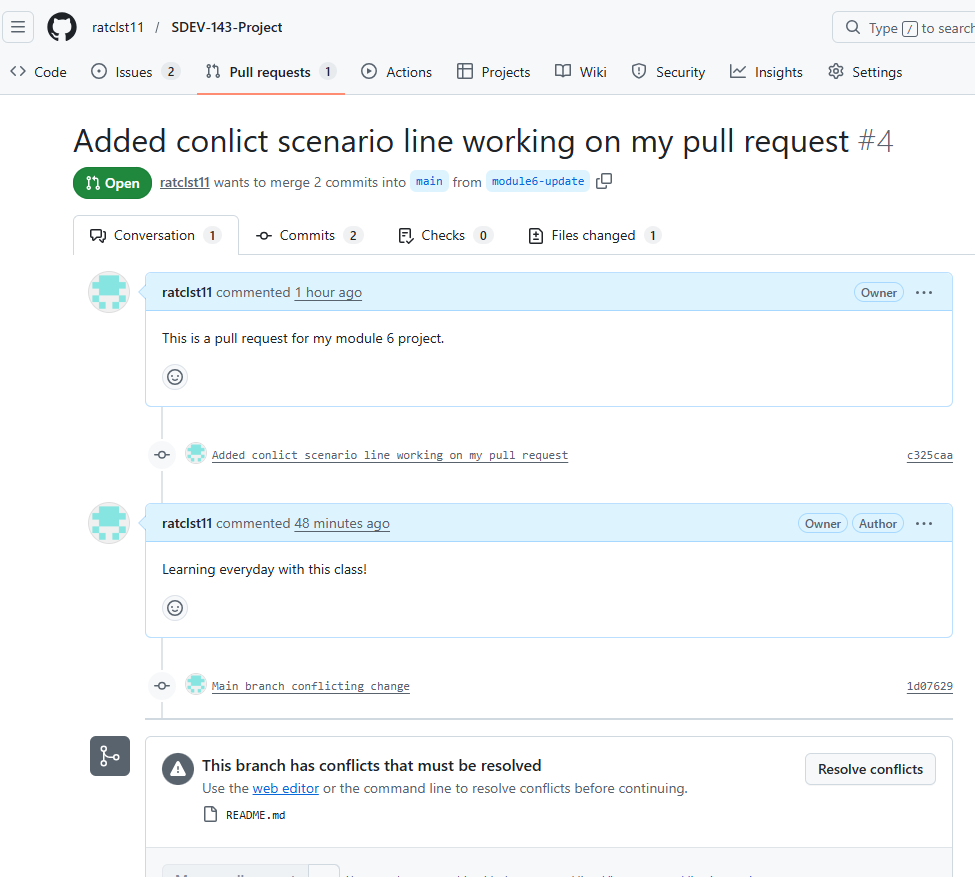 ratclst11 / SDEV-143-Project
Type / to search
Code Issues 2 Pull requests 1 Actions Projects Wiki Security Insights Settings
Added conlict scenario line working on my pull request #4
Open ratclst11 wants to merge 2 commits into main from module6-update
Conversation 1 Commits 2 Checks 0 Files changed 1
ratclst11 commented 1 hour ago Owner
This is a pull request for my module 6 project.
Added conlict scenario line working on my pull request c325caa
ratclst11 commented 48 minutes ago Owner Author
Learning everyday with this class!
Main branch conflicting change 1d07629
This branch has conflicts that must be resolved
Resolve conflicts
Use the web editor or the command line to resolve conflicts before continuing.
README.md